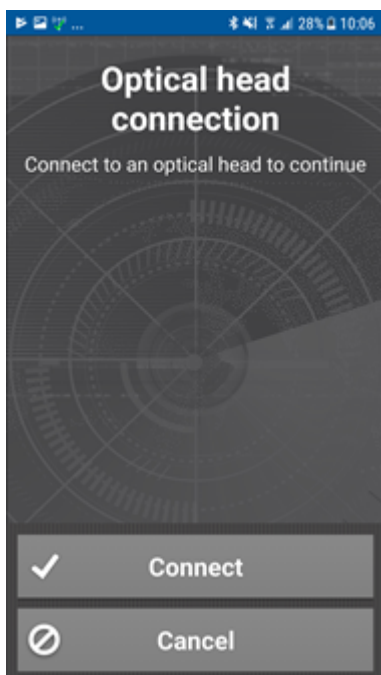 ... 28% 10:06
Optical head
connection
Connect to an optical head to continue
Connect
Cancel